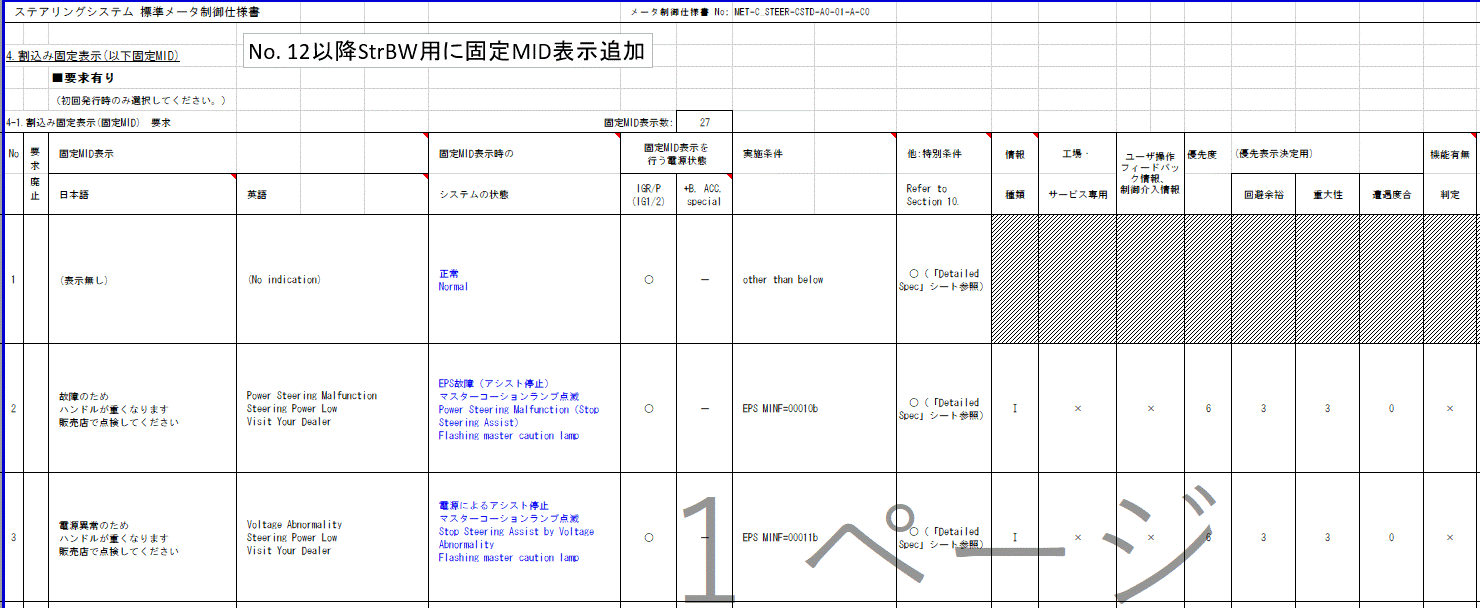 ステアリングシステム 標準メータ制御仕様書
メータ制御仕様書 No: MET-C_STEER-CSTD-A0-01-A-C0
4. 割込み固定表示(以下固定MID)
No. 12以降StrBW用に固定MID表示追加
■要求有り
(初回発行時のみ選択してください。)
4-1. 割込み固定表示(固定MID) 要求
固定MID表示数:
27
No
要求
廃止
固定MID表示
日本語
英語
固定MID表示時の
システムの状態
固定MID表示を
行う電源状態
IGR/P
(IG1/2)
+B, ACC,
special
実施条件
他:特別条件
Refer to
Section 10.
情報
種類
工場・
サービス専用
ユーザ操作
フィードバッ
ク情報、
制御介入情報
優先度
(優先表示決定用)
回避余裕
重大性
遭遇度合
機能有無
判定
1
(表示無し)
(No indication)
正常
Normal
○
－
other than below
○(「Detailed
Spec」シート参照)
2
故障のため
ハンドルが重くなります
販売店で点検してください
Power Steering Malfunction
Steering Power Low
Visit Your Dealer
EPS故障(アシスト停止)
マスターコーションランプ点滅
Power Steering Malfunction (Stop
Steering Assist)
Flashing master caution lamp
○
－
EPS MINF=00010b
○(「Detailed
Spec」シート参照)
I
×
×
6
3
3
0
×
3
電源異常のため
ハンドルが重くなります
販売店で点検してください
Voltage Abnormality
Steering Power Low
Visit Your Dealer
電源によるアシスト停止
マスターコーションランプ点滅
Stop Steering Assist by Voltage
Abnormality
Flashing master caution lamp
○
－
EPS MINF=00011b
○(「Detailed
Spec」シート参照)
I
×
×
6
3
3
0
×
1 ページ